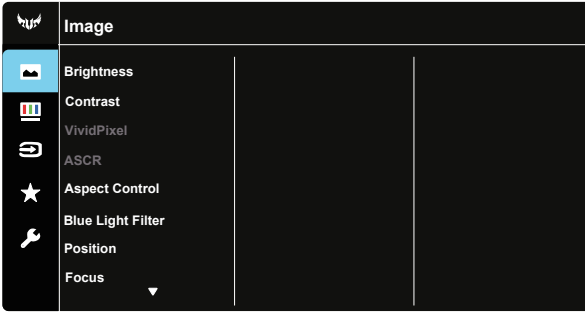 Image
Brightness
Contrast
VividPixel
ASCR
Aspect Control
Blue Light Filter
Position
Focus